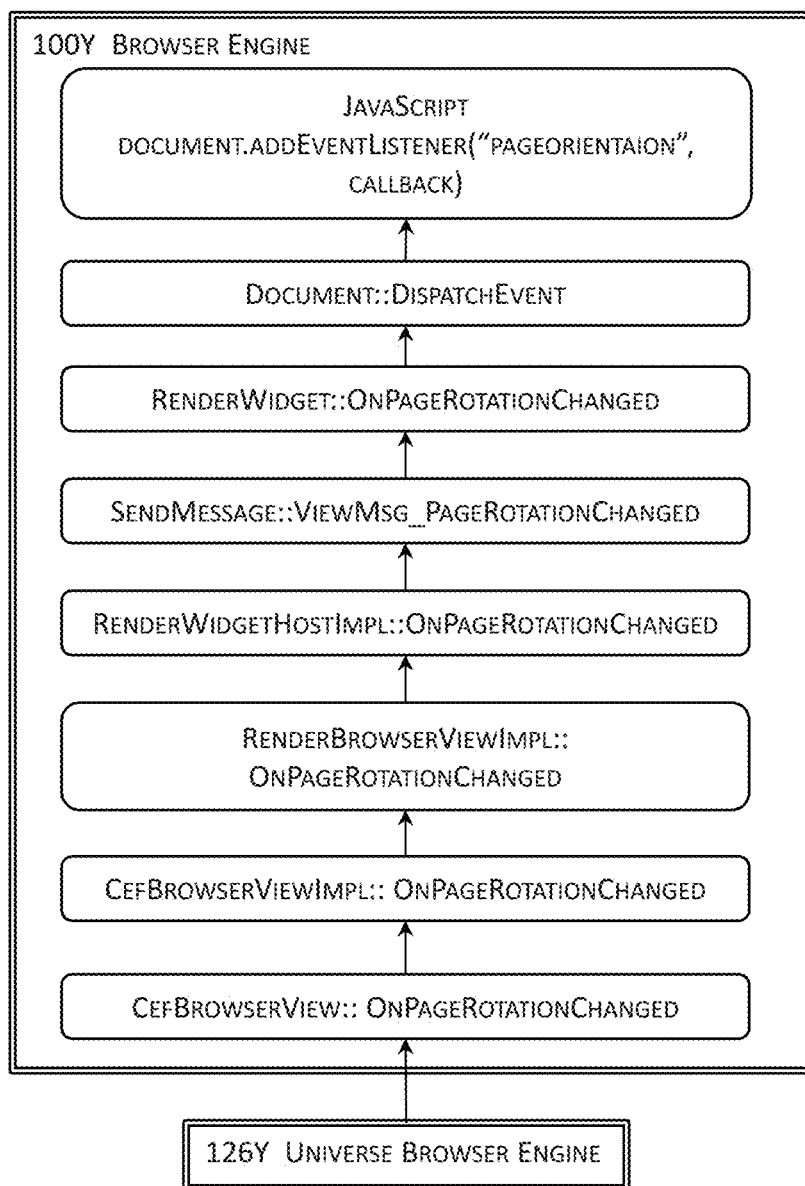 100Y BROWSER ENGINE
JAVASCRIPT
DOCUMENT.ADDEVENTLISTENER(“PAGEORIENTAION”,
CALLBACK)
DOCUMENT::DISPATCHEVENT
RENDERWIDGET::ONPAGEROTATIONCHANGED
SENDMESSAGE::VIEWMSG_PAGEROTATIONCHANGED
RENDERWIDGETHOSTIMPL::ONPAGEROTATIONCHANGED
RENDERBROWSERVIEWIMPL::
ONPAGEROTATIONCHANGED
CEFBROWSERVIEWIMPL:: ONPAGEROTATIONCHANGED
CEFBROWSERVIEW:: ONPAGEROTATIONCHANGED
126Y UNIVERSE BROWSER ENGINE